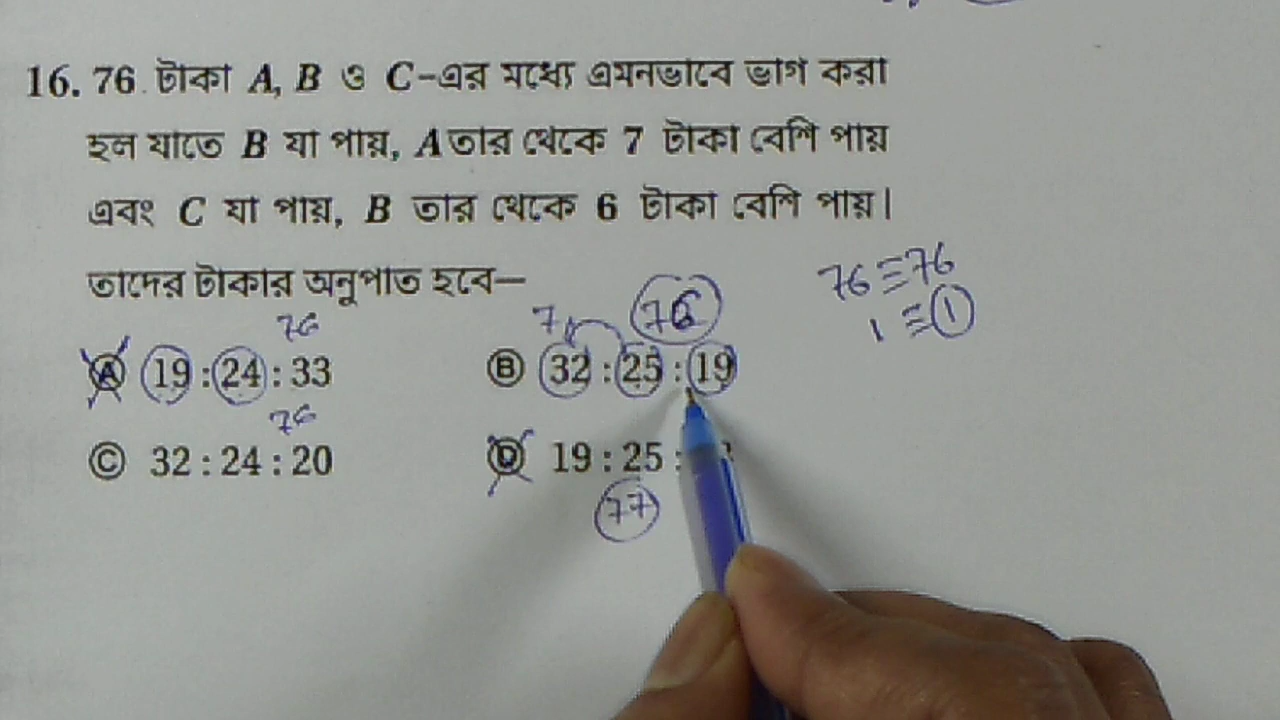 16. 76 টাকা A, B ও C-এর মধ্যে এমনভাবে ভাগ করা
হল যাতে B যা পায়, A তার থেকে 7 টাকা বেশি পায়
এবং C যা পায়, B তার থেকে 6 টাকা বেশি পায়।
তাদের টাকার অনুপাত হবে—
76 ≡ 76
1 ≡ 1
76
7 76
A 19 : 24 : 33 B 32 : 25 : 19
76
C 32 : 24 : 20 D 19 : 25 :
77